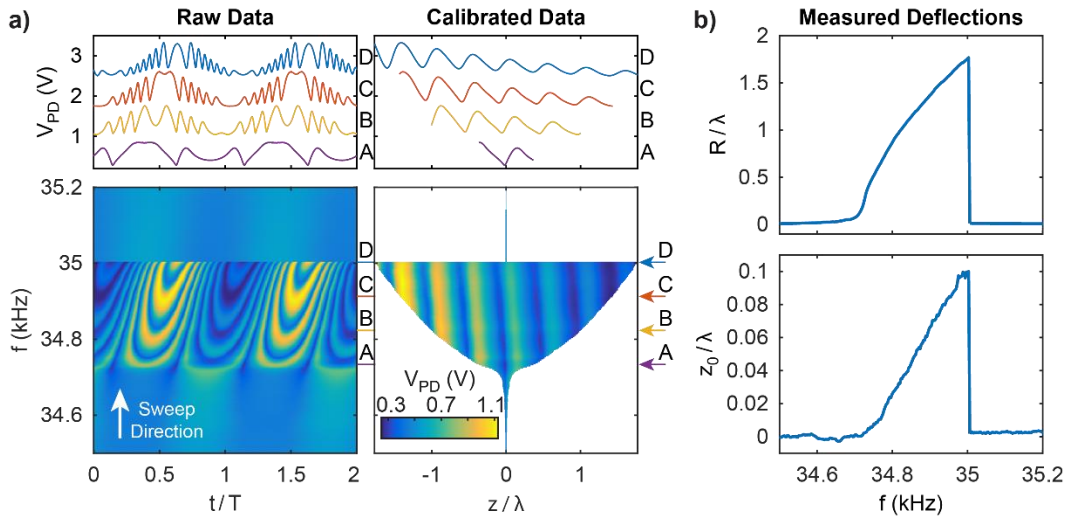 a)
Raw Data
Calibrated Data
b)
Measured Deflections
V_PD (V)
3
2
1
D
C
B
A
D
C
B
A
35.2
35
34.8
34.6
f (kHz)
D
C
B
A
Sweep
Direction
0
0.5
1
1.5
2
t / T
V_PD (V)
0.3
0.7
1.1
-1
0
1
z / λ
D
C
B
A
2
1.5
1
0.5
0
R / λ
0.1
0.08
0.06
0.04
0.02
0
z₀ / λ
34.6
34.8
35
35.2
f (kHz)